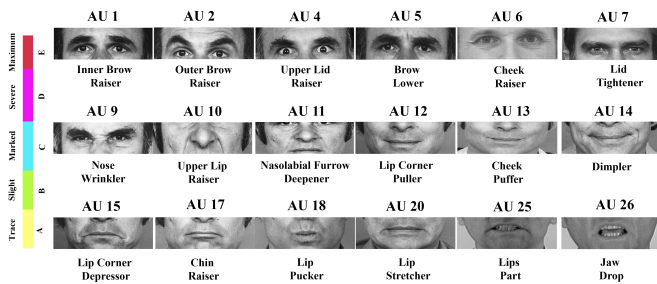 AU 1 AU 2 AU 4 AU 5 AU 6 AU 7
Inner Brow Outer Brow Upper Lid Brow Cheek Lid
Raiser Raiser Raiser Lower Raiser Tightener
AU 9 AU 10 AU 11 AU 12 AU 13 AU 14
Nose Upper Lip Nasolabial Furrow Lip Corner Cheek Dimpler
Wrinkler Raiser Deepener Puller Puffer
AU 15 AU 17 AU 18 AU 20 AU 25 AU 26
Lip Corner Chin Lip Lip Lips Jaw
Depressor Raiser Pucker Stretcher Part Drop
Maximum E
Severe D
Marked C
Slight B
Trace A